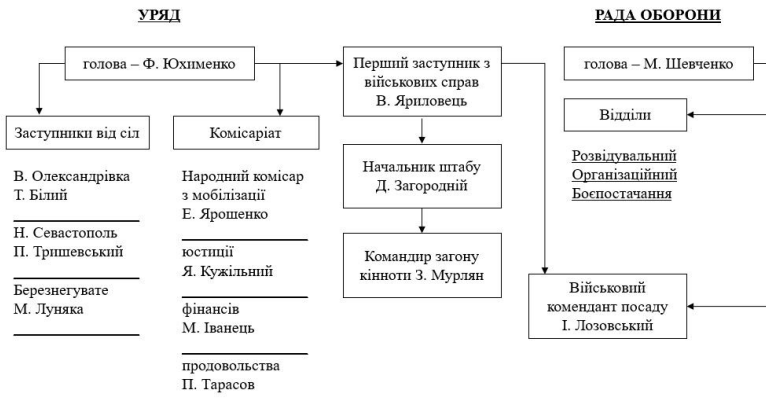 УРЯД
голова – Ф. Юхименко
Заступники від сіл
В. Олександрівка
Т. Білий
Н. Севастополь
П. Тришевський
Березнегувате
М. Луняка
Комісаріат
Народний комісар
з мобілізації
Е. Ярошенко
юстиції
Я. Кужільний
фінансів
М. Іванець
продовольства
П. Тарасов
Перший заступник з
військових справ
В. Яриловець
Начальник штабу
Д. Загородній
Командир загону
кінноти З. Мурлян
РАДА ОБОРОНИ
голова – М. Шевченко
Відділи
Розвідувальний
Організаційний
Боєпостачання
Військовий
комендант посаду
І. Лозовський